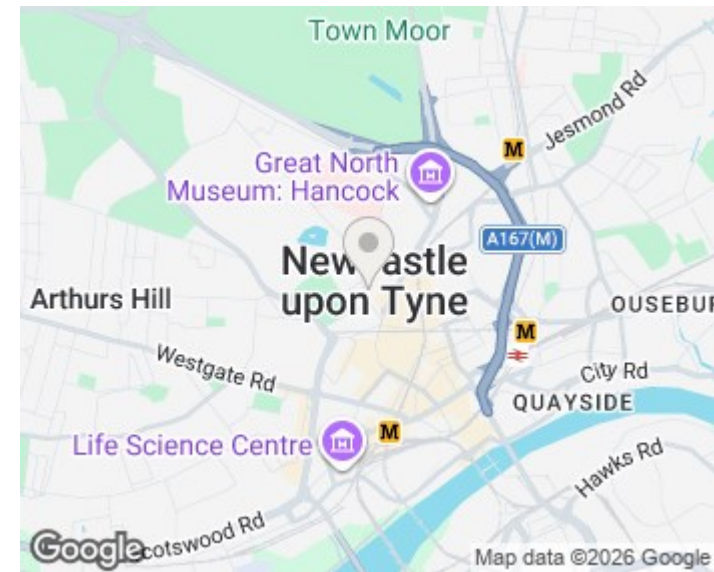 Town Moor
Jesmond Rd
M
Great North
Museum: Hancock
A167(M)
Newcastle
upon Tyne
Arthurs Hill
OUSEBUR
M
Westgate Rd
City Rd
QUAYSIDE
M
Life Science Centre
Hawks Rd
cotswood Rd
Google
Map data ©2026 Google